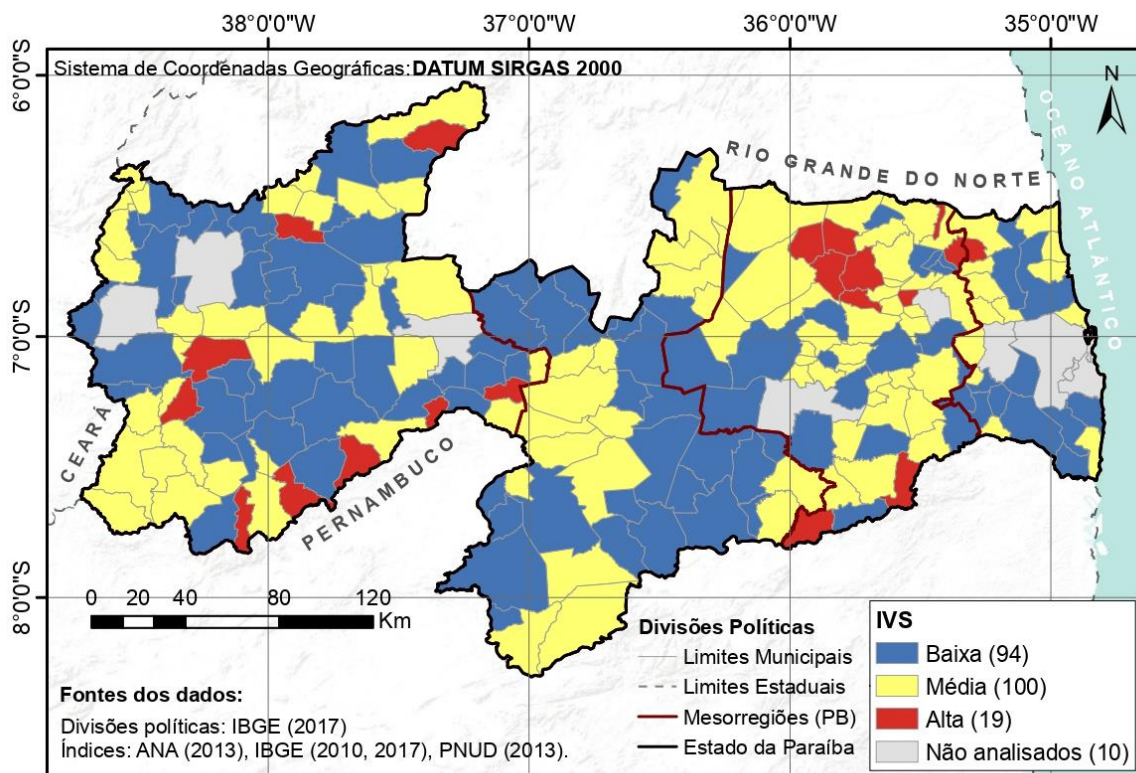 38°0'0"W 37°0'0"W 36°0'0"W 35°0'0"W
Sistema de Coordenadas Geográficas:DATUM SIRGAS 2000
6°0'0"S
7°0'0"S
8°0'0"S
N
OCEANO ATLÂNTICO
RIO GRANDE DO NORTE
CEARÁ
PERNAMBUCO
0 20 40 80 120
Km
Fontes dos dados:
Divisões políticas: IBGE (2017)
Índices: ANA (2013), IBGE (2010, 2017), PNUD (2013).
Divisões Políticas
Limites Municipais
Limites Estaduais
Mesorregiões (PB)
Estado da Paraíba
IVS
Baixa (94)
Média (100)
Alta (19)
Não analisados (10)